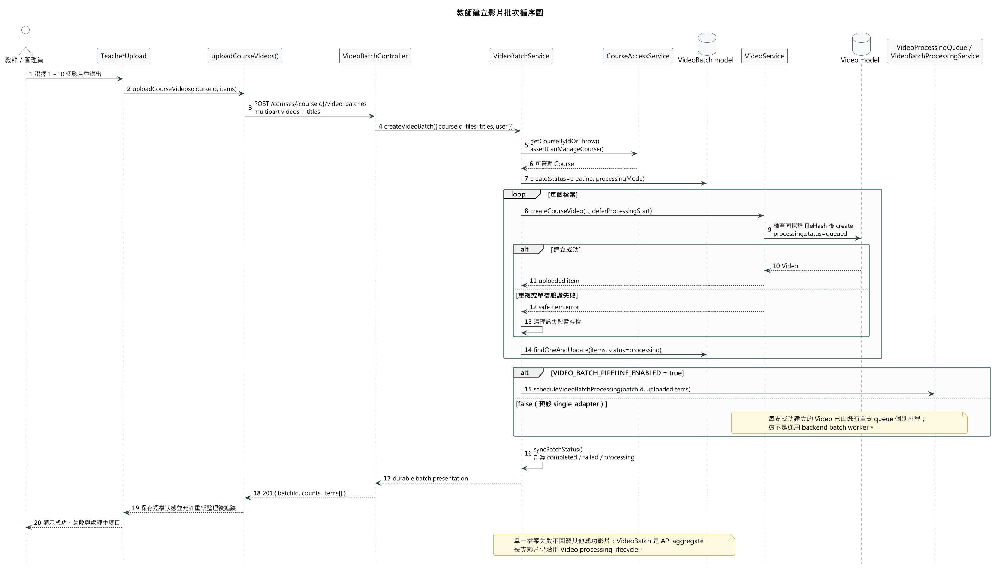 教師建立影片批次循序圖
教師 / 管理員
TeacherUpload
uploadCourseVideos()
VideoBatchController
VideoBatchService
CourseAccessService
VideoBatch model
VideoService
Video model
VideoProcessingQueue /
VideoBatchProcessingService
1 選擇 1~10 個影片並送出
2 uploadCourseVideos(courseId, items)
3 POST /courses/{courseId}/video-batches
multipart videos + titles
4 createVideoBatch({ courseId, files, titles, user })
5 getCourseByIdOrThrow()
assertCanManageCourse()
6 可管理 Course
7 create(status=creating, processingMode)
loop [每個檔案]
8 createCourseVideo(..., deferProcessingStart)
9 檢查同課程 fileHash 後 create
processing.status=queued
alt [建立成功]
10 Video
11 uploaded item
[重複或單檔驗證失敗]
12 safe item error
13 清理該失敗暫存檔
14 findOneAndUpdate(items, status=processing)
alt [VIDEO_BATCH_PIPELINE_ENABLED = true]
15 scheduleVideoBatchProcessing(batchId, uploadedItems)
[false（預設 single_adapter）]
每支成功建立的 Video 已由既有單支 queue 個別排程；
這不是通用 backend batch worker。
16 syncBatchStatus()
計算 completed / failed / processing
17 durable batch presentation
18 201 { batchId, counts, items[] }
19 保存逐檔狀態並允許重新整理後追蹤
20 顯示成功、失敗與處理中項目
單一檔案失敗不回滾其他成功影片；VideoBatch 是 API aggregate，
每支影片仍沿用 Video processing lifecycle。